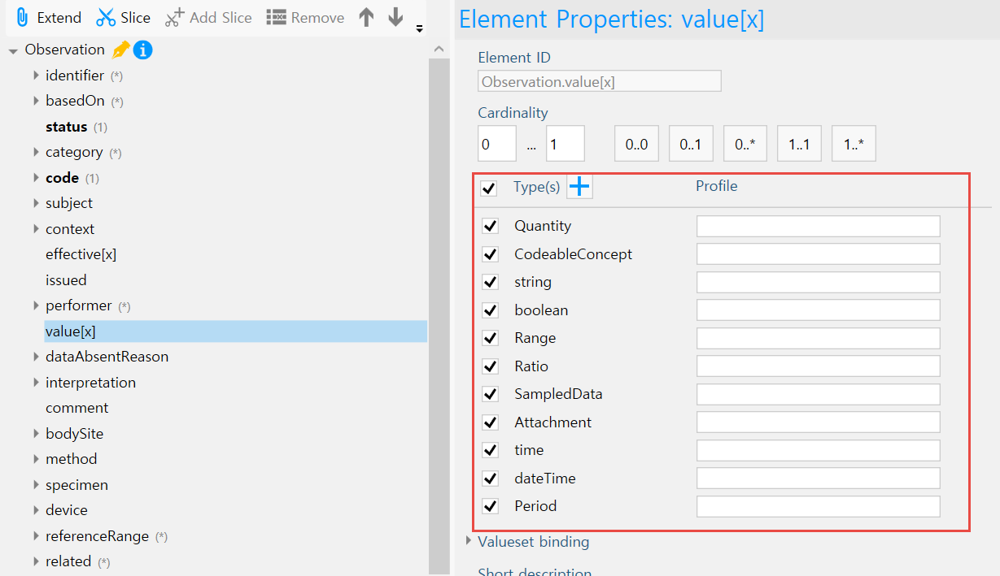 Extend Slice Add Slice Remove
Observation
identifier (*)
basedOn (*)
status (1)
category (*)
code (1)
subject
context
effective[x]
issued
performer (*)
value[x]
dataAbsentReason
interpretation
comment
bodySite
method
specimen
device
referenceRange (*)
related (*)
Element Properties: value[x]
Element ID
Observation.value[x]
Cardinality
0 ... 1 0..0 0..1 0..* 1..1 1..*
Type(s) Profile
Quantity
CodeableConcept
string
boolean
Range
Ratio
SampledData
Attachment
time
dateTime
Period
Valueset binding
Short description